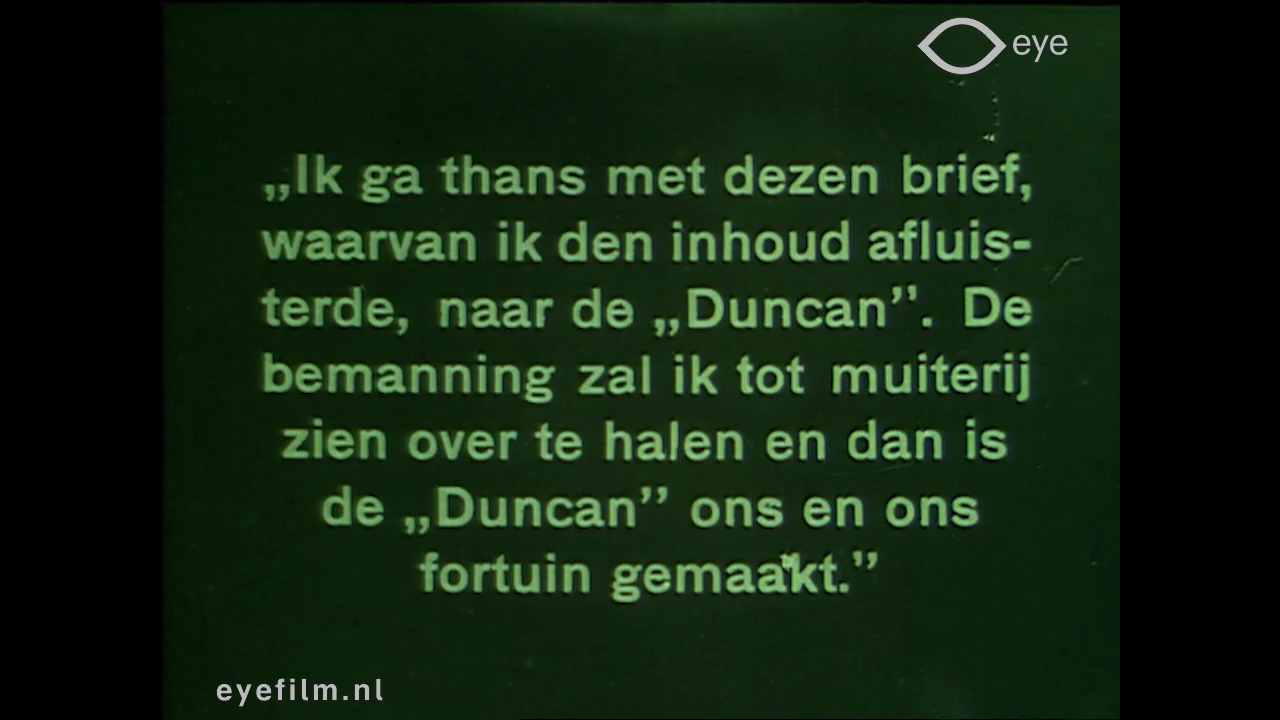 eye
„Ik ga thans met dezen brief,
waarvan ik den inhoud afluis-
terde, naar de „Duncan”. De
bemanning zal ik tot muiterij
zien over te halen en dan is
de „Duncan” ons en ons
fortuin gemaakt.”
eyefilm.nl